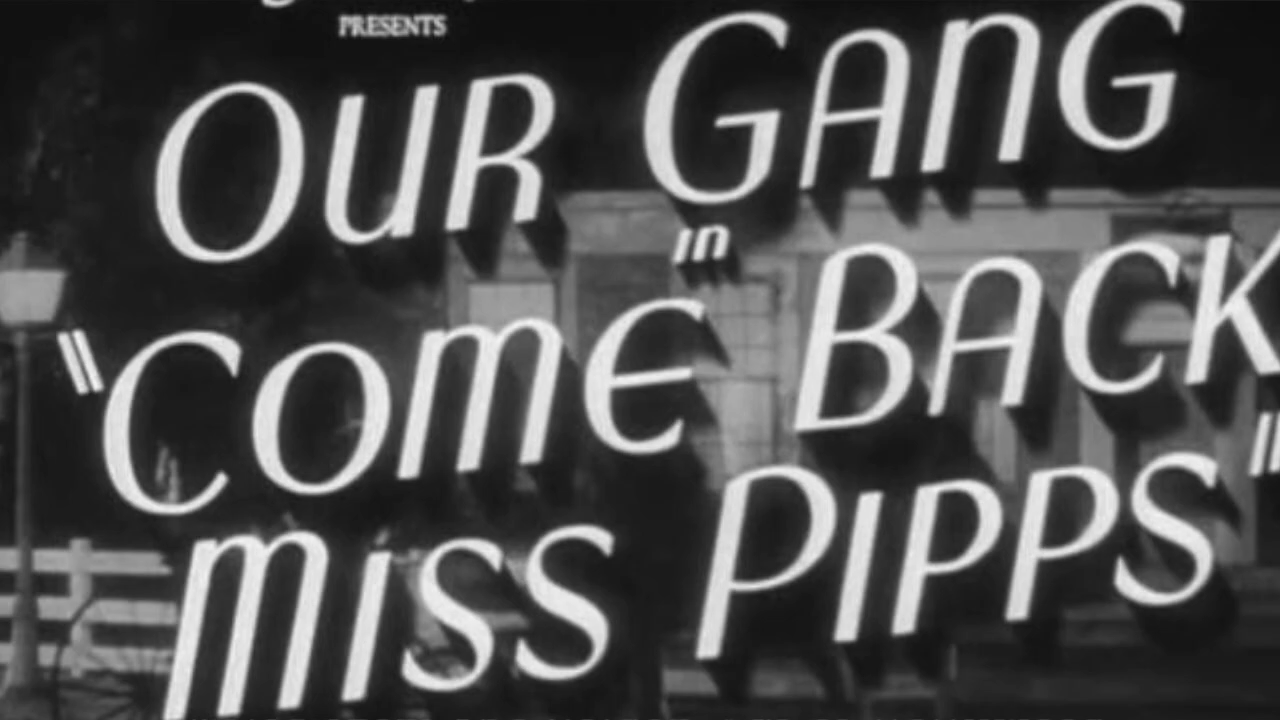 PRESENTS
OUR GANG
in
"COME BACK
MISS PIPPS"